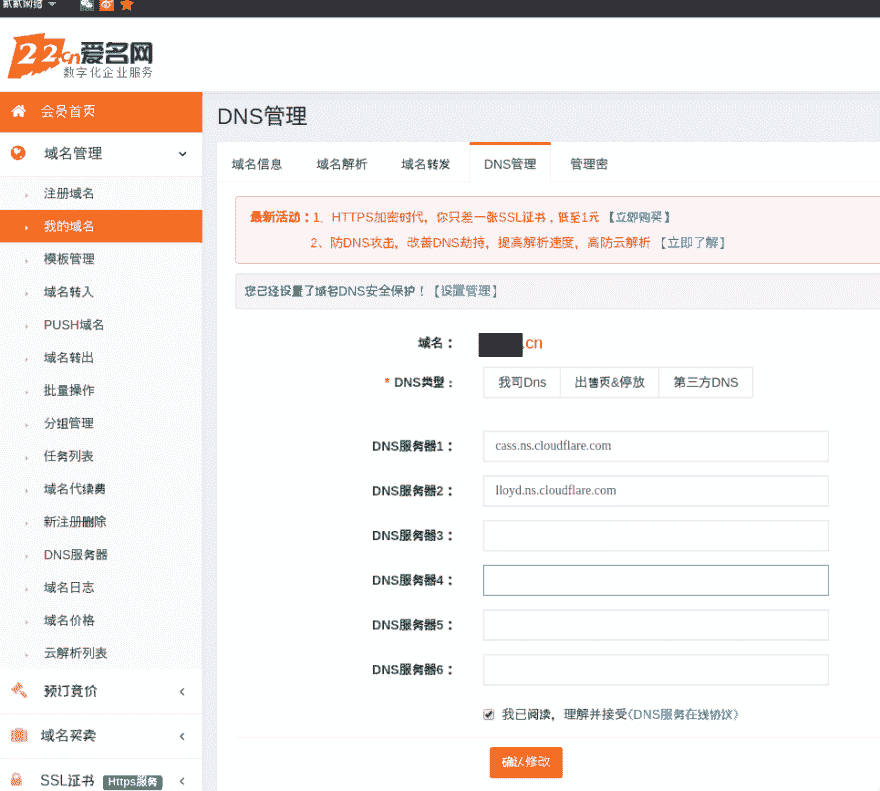 贰贰网络
22.cn爱名网
数字化企业服务
会员首页
域名管理
注册域名
我的域名
模板管理
域名转入
PUSH域名
域名转出
批量操作
分组管理
任务列表
域名代续费
新注册删除
DNS服务器
域名日志
域名价格
云解析列表
预订竞价
域名买卖
SSL证书 Https服务
DNS管理
域名信息 域名解析 域名转发 DNS管理 管理密
最新活动：1、HTTPS加密时代，你只差一张SSL证书，低至1元 【立即购买】
2、防DNS攻击，改善DNS劫持，提高解析速度，高防云解析 【立即了解】
您已经设置了域名DNS安全保护！【设置管理】
域名： .cn
* DNS类型： 我司Dns 出售页&停放 第三方DNS
DNS服务器1： cass.ns.cloudflare.com
DNS服务器2： lloyd.ns.cloudflare.com
DNS服务器3：
DNS服务器4：
DNS服务器5：
DNS服务器6：
我已阅读，理解并接受《DNS服务在线协议》
确认修改